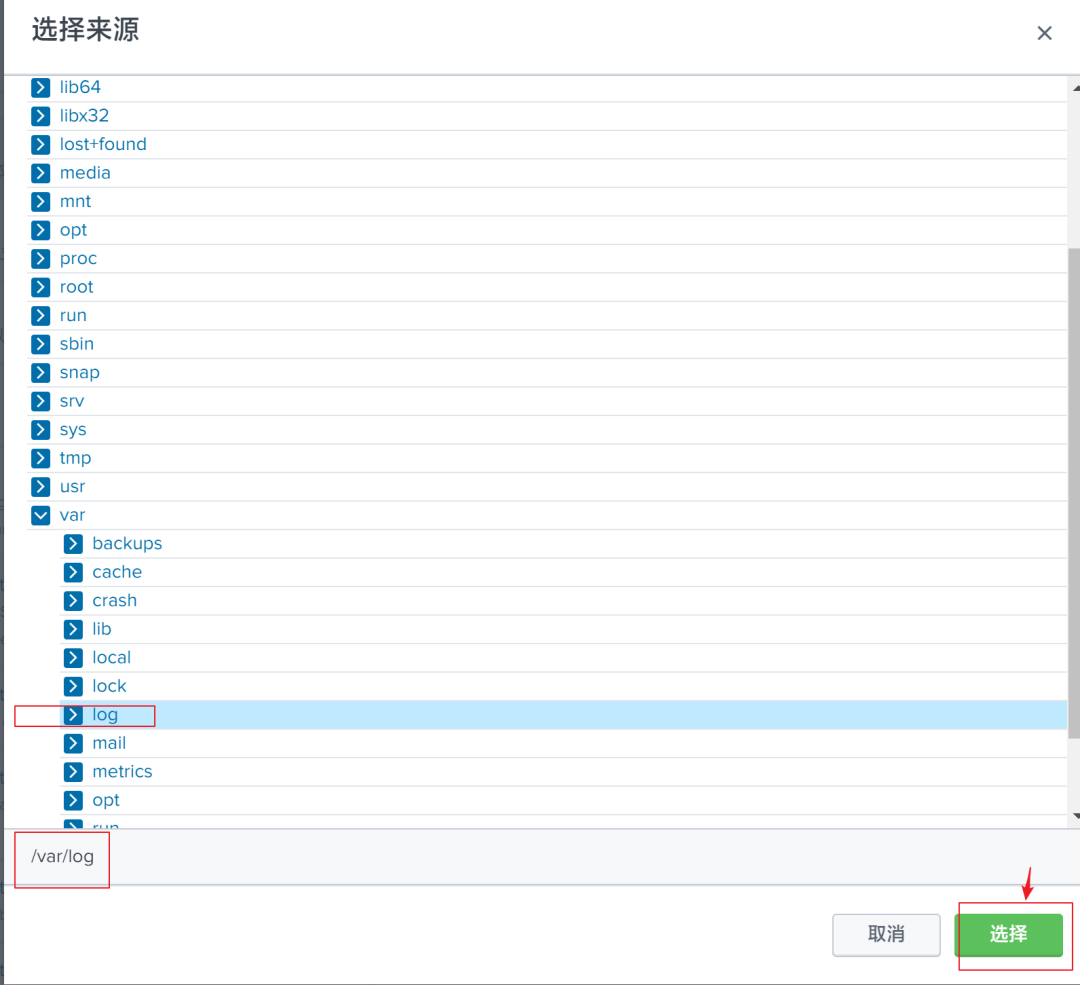 选择来源
lib64
libx32
lost+found
media
mnt
opt
proc
root
run
sbin
snap
srv
sys
tmp
usr
var
backups
cache
crash
lib
local
lock
log
mail
metrics
opt
run
/var/log
取消
选择